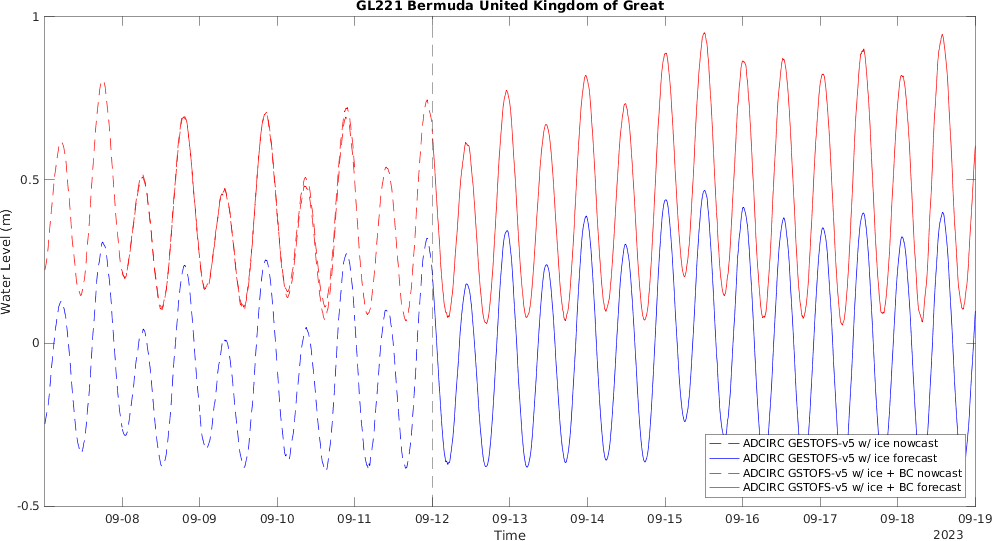 GL221 Bermuda United Kingdom of Great
Water Level (m)
1
0.5
0
-0.5
ADCIRC GESTOFS-v5 w/ ice nowcast
ADCIRC GESTOFS-v5 w/ ice forecast
ADCIRC GSTOFS-v5 w/ ice + BC nowcast
ADCIRC GSTOFS-v5 w/ ice + BC forecast
09-08 09-09 09-10 09-11 09-12 09-13 09-14 09-15 09-16 09-17 09-18 09-19
Time
2023